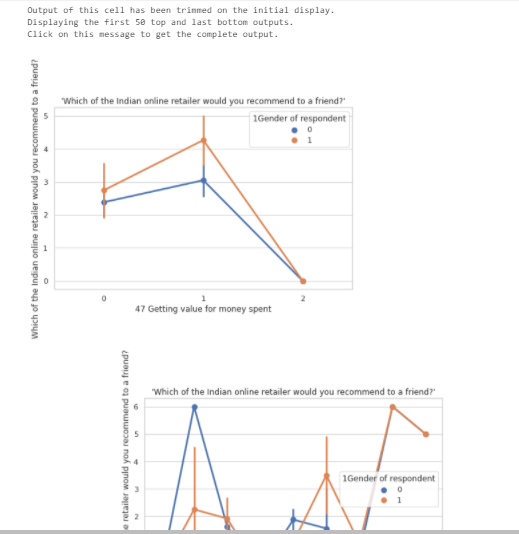 Output of this cell has been trimmed on the initial display.
Displaying the first 50 top and last bottom outputs.
Click on this message to get the complete output.
'Which of the Indian online retailer would you recommend to a friend?'
Which of the Indian online retailer would you recommend to a friend?
1Gender of respondent
0
1
5
4
3
2
1
0
0 1 2
47 Getting value for money spent
'Which of the Indian online retailer would you recommend to a friend?'
e retailer would you recommend to a friend?
6
5
4
3
2
1Gender of respondent
0
1